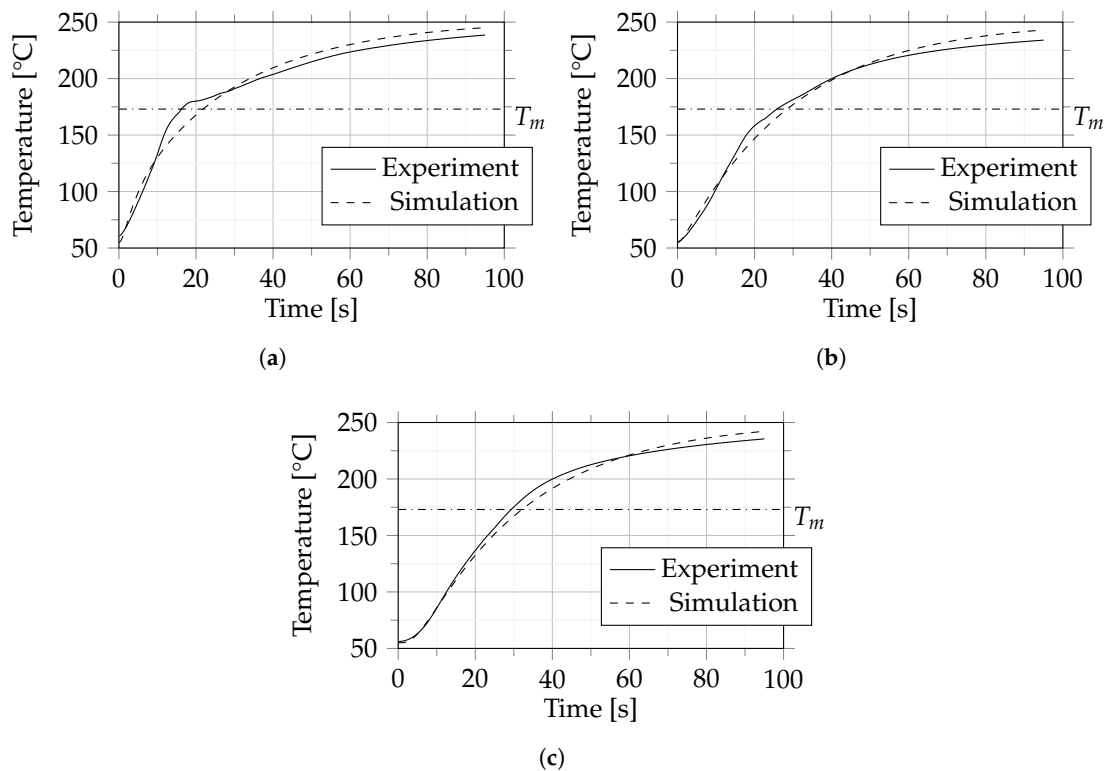 250
200
150
100
50
Temperature [°C]
T_m
Experiment
Simulation
0 20 40 60 80 100
Time [s]
(a)
250
200
150
100
50
Temperature [°C]
T_m
Experiment
Simulation
0 20 40 60 80 100
Time [s]
(b)
250
200
150
100
50
Temperature [°C]
T_m
Experiment
Simulation
0 20 40 60 80 100
Time [s]
(c)